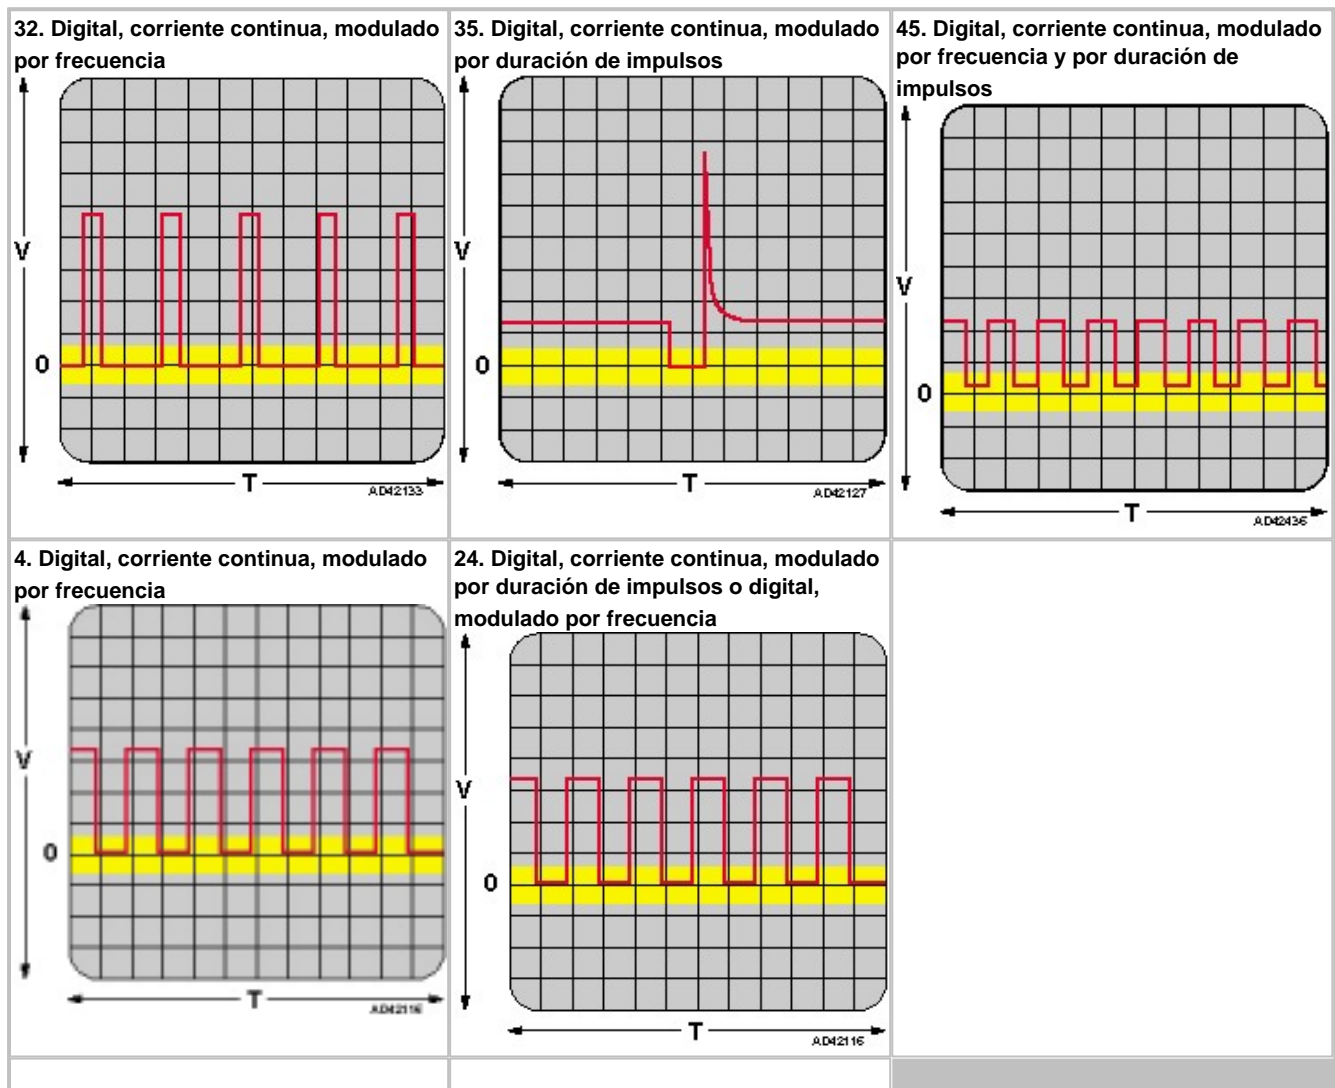 32. Digital, corriente continua, modulado
por frecuencia
V
0
T
AD42133
35. Digital, corriente continua, modulado
por duración de impulsos
V
0
T
AD42127
45. Digital, corriente continua, modulado
por frecuencia y por duración de
impulsos
V
0
T
AD42436
4. Digital, corriente continua, modulado
por frecuencia
V
0
T
AD42116
24. Digital, corriente continua, modulado
por duración de impulsos o digital,
modulado por frecuencia
V
0
T
AD42116